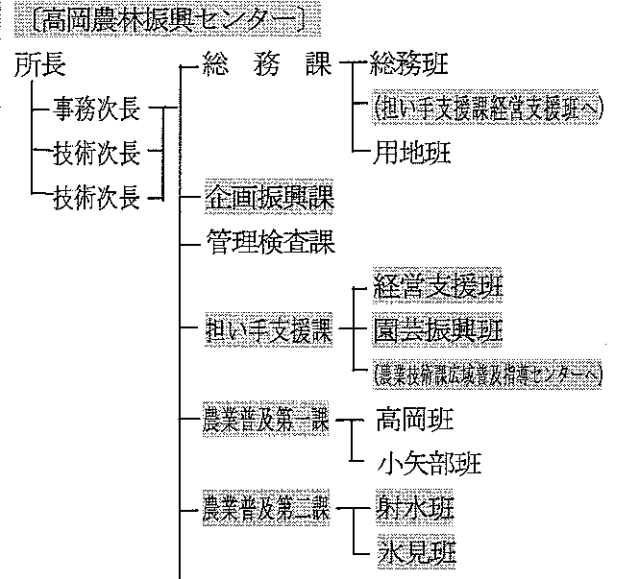 〔高岡農林振興センター〕
所長
事務次長
技術次長
技術次長
総務課
総務班
(担い手支援課経営支援班へ)
用地班
企画振興課
管理検査課
担い手支援課
経営支援班
園芸振興班
(農業技術課広域普及指導センターへ)
農業普及第一課
高岡班
小矢部班
農業普及第二課
射水班
氷見班